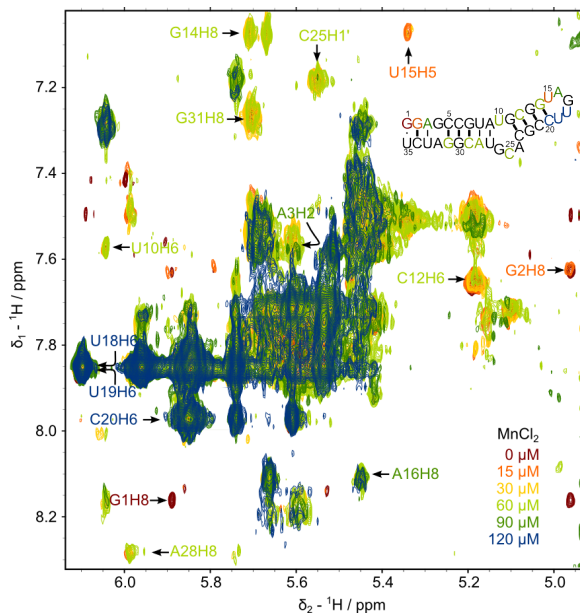 G14H8
C25H1'
U15H5
G31H8
GGAGCCGUAUGCGGUAG
UCUAGGCAUGCACGCCUU
1 5 10 15 20 25 30 35
A3H2
U10H6
C12H6
G2H8
U18H6
U19H6
C20H6
G1H8
A16H8
A28H8
MnCl₂
0 µM
15 µM
30 µM
60 µM
90 µM
120 µM
7.2
7.4
7.6
7.8
8.0
8.2
δ₁ - ¹H / ppm
6.0 5.8 5.6 5.4 5.2 5.0
δ₂ - ¹H / ppm